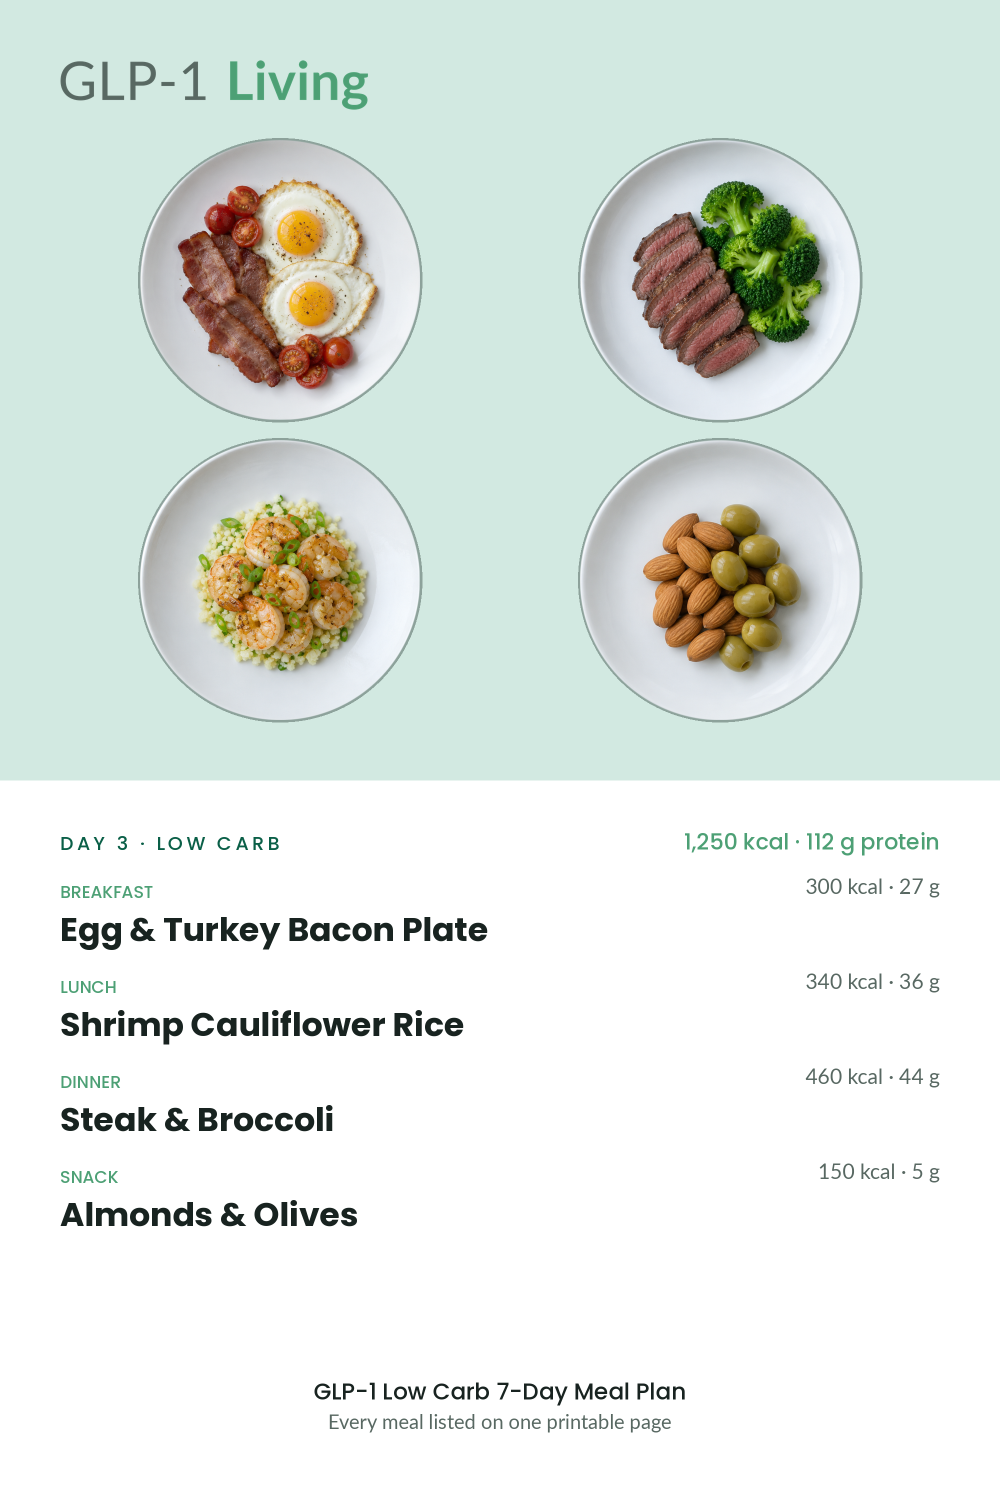 GLP-1 Living
DAY 3 · LOW CARB
1,250 kcal · 112 g protein
BREAKFAST
300 kcal · 27 g
Egg & Turkey Bacon Plate
LUNCH
340 kcal · 36 g
Shrimp Cauliflower Rice
DINNER
460 kcal · 44 g
Steak & Broccoli
SNACK
150 kcal · 5 g
Almonds & Olives
GLP-1 Low Carb 7-Day Meal Plan
Every meal listed on one printable page